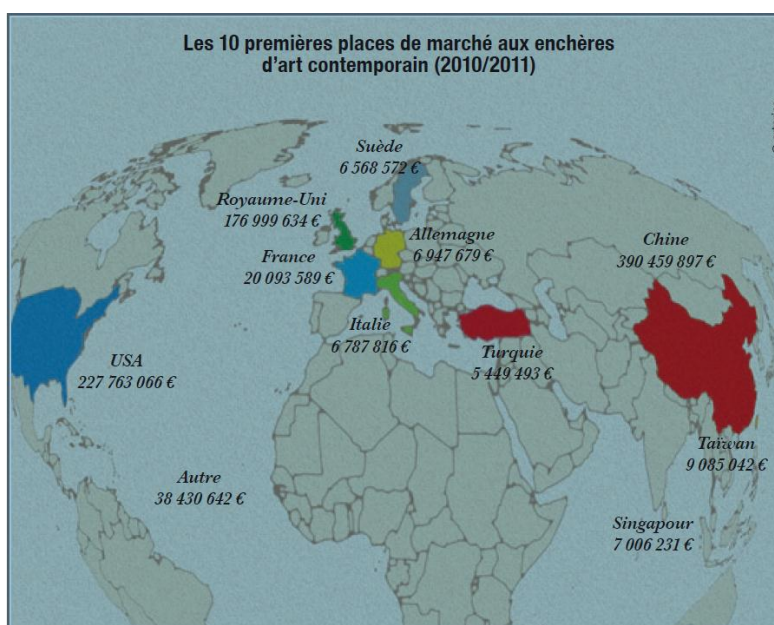 Les 10 premières places de marché aux enchères
d'art contemporain (2010/2011)
Suède
6 568 572 €
Royaume-Uni
176 999 634 €
Allemagne
6 947 679 €
Chine
390 459 897 €
France
20 093 589 €
Italie
6 787 816 €
USA
227 763 066 €
Turquie
5 449 493 €
Taïwan
9 085 042 €
Autre
38 430 642 €
Singapour
7 006 231 €